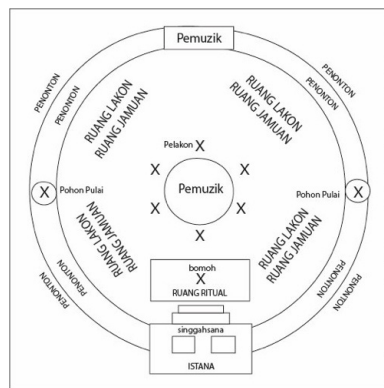 Pemuzik
PENONTON
PENONTON
PENONTON
PENONTON
RUANG LAKON
RUANG JAMUAN
RUANG LAKON
RUANG JAMUAN
Pelakon X
X
X
Pemuzik
X
X
X
X
Pohon Pulai
Pohon Pulai
X
RUANG LAKON
RUANG JAMUAN
RUANG LAKON
RUANG JAMUAN
X
bomoh
X
RUANG RITUAL
PENONTON
PENONTON
PENONTON
PENONTON
singgahsana
ISTANA